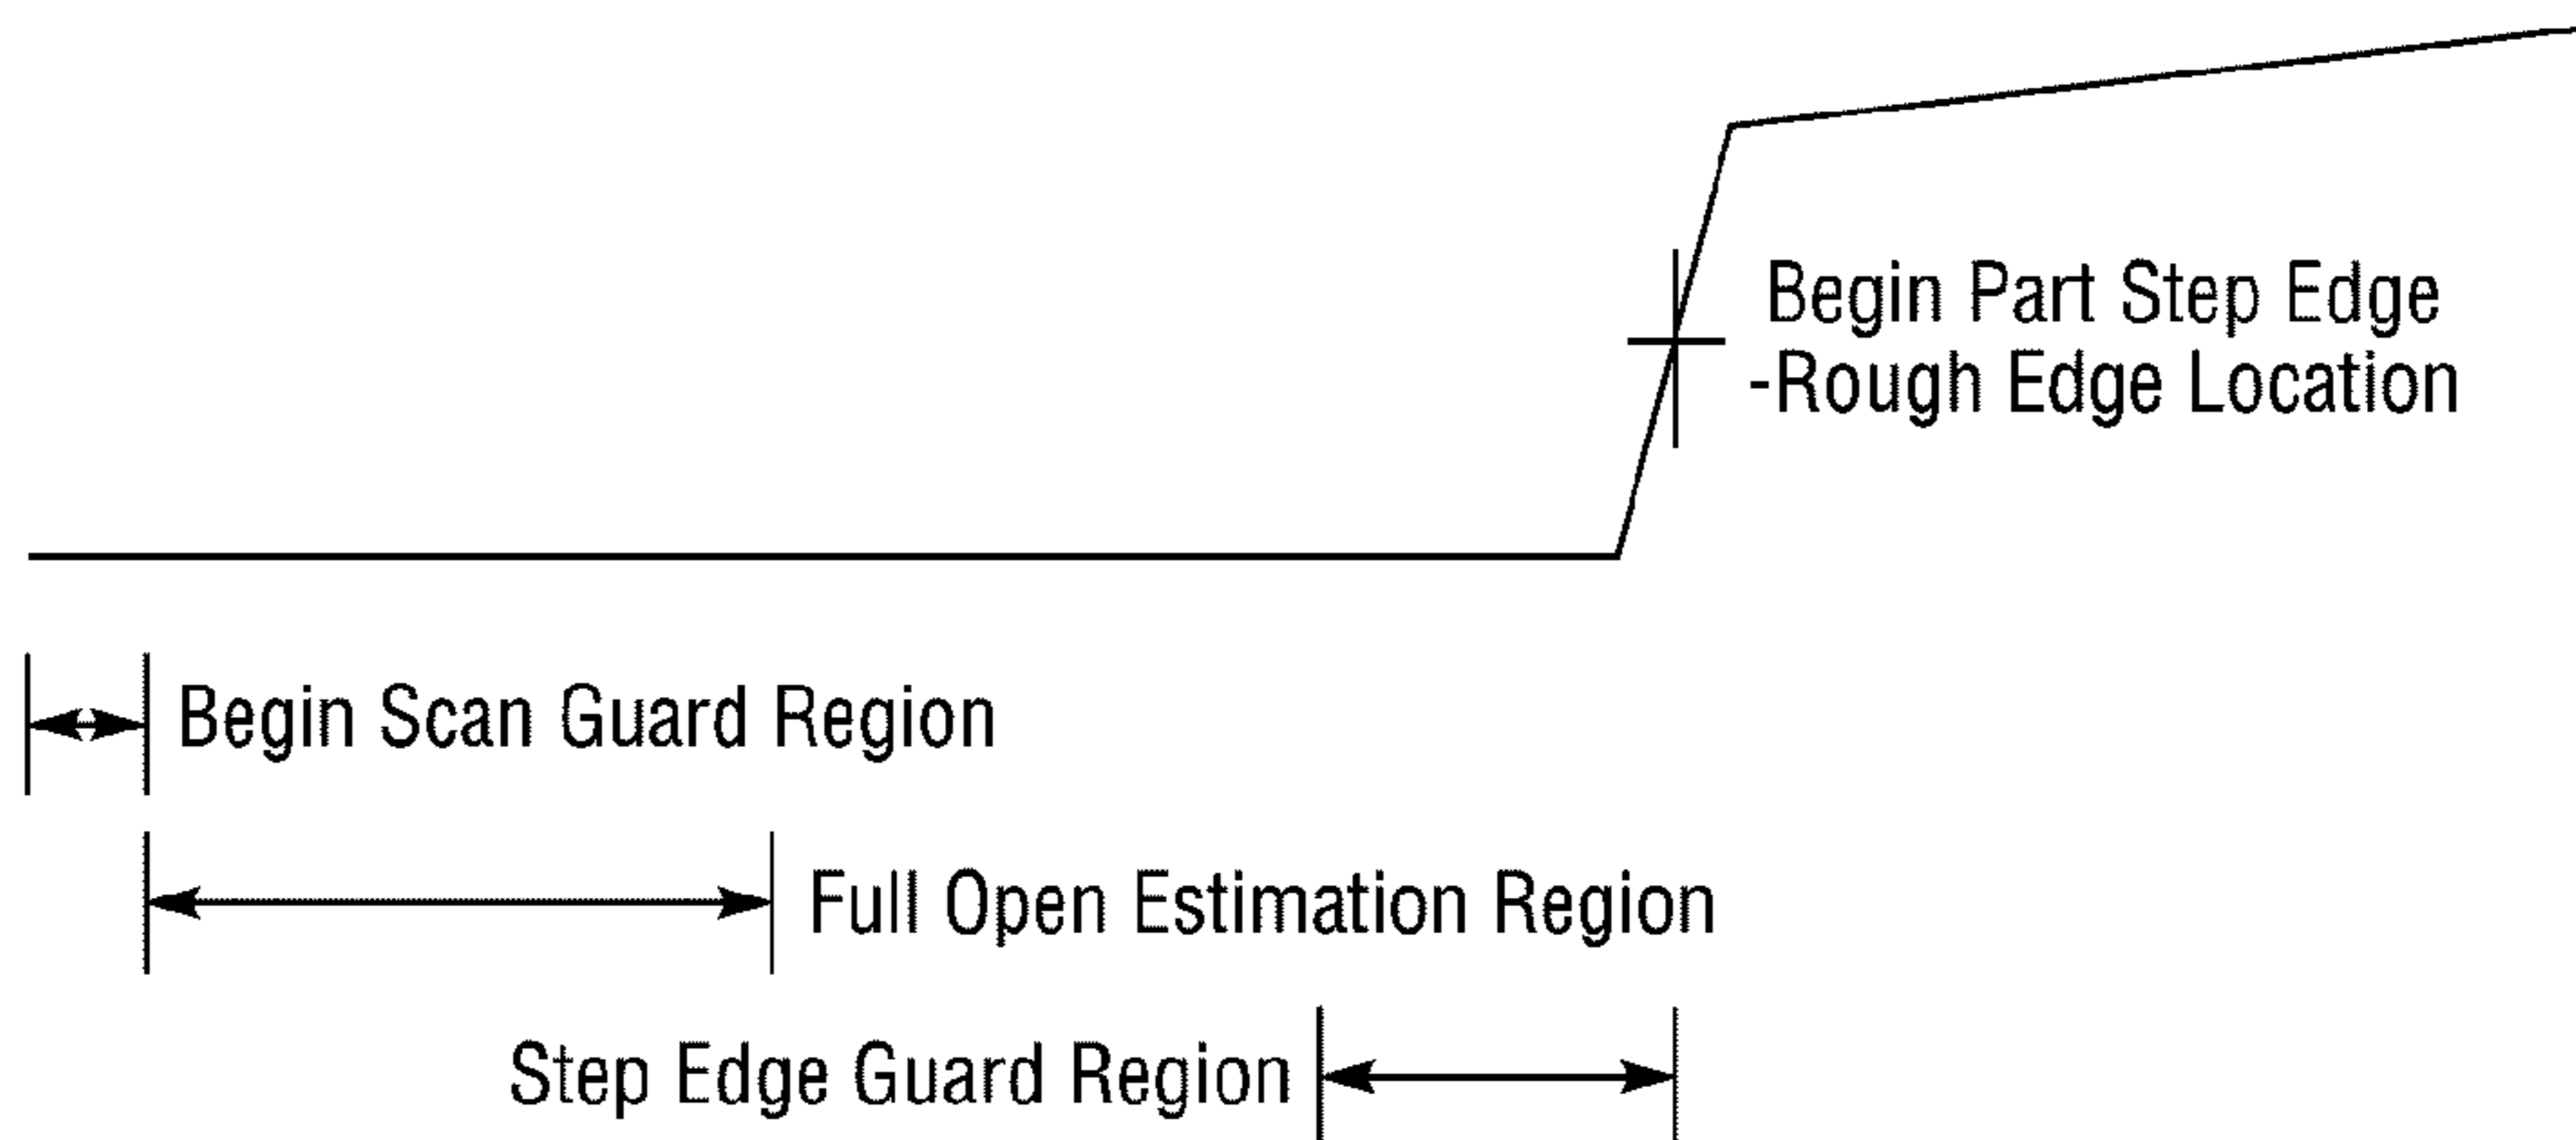 Begin Part Step Edge
-Rough Edge Location
Begin Scan Guard Region
Full Open Estimation Region
Step Edge Guard Region